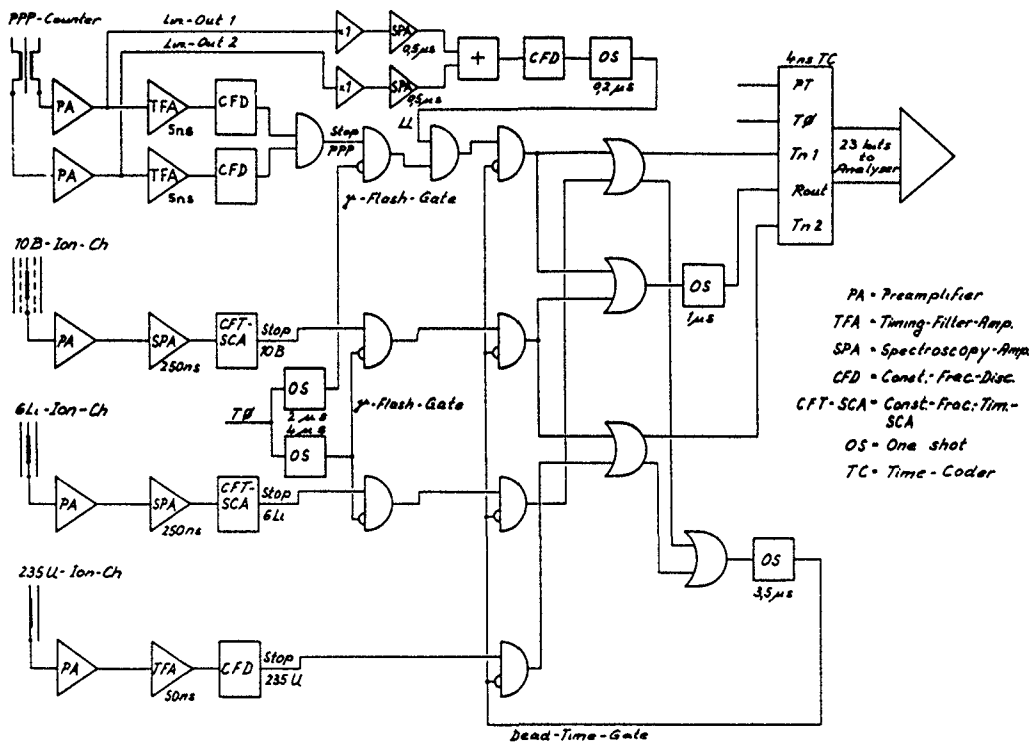 PPP-Counter
Lin-Out 1
Lin-Out 2
PA
PA
TFA
5ns
TFA
5ns
CFD
CFD
×1
×1
SPA
0,5µs
SPA
0,5µs
+
CFD
OS
0,2µs
LL
Stop
PPP
γ-Flash-Gate
4ns TC
PT
TØ
Tn1
Rout
Tn2
23 bits
to
Analyser
10B-Ion-Ch
PA
SPA
250ns
CFT-
SCA
Stop
10B
OS
1µs
TØ
OS
2µs
4µs
OS
γ-Flash-Gate
6Li-Ion-Ch
PA
SPA
250ns
CFT-
SCA
Stop
6Li
OS
3,5µs
235U-Ion-Ch
PA
TFA
50ns
CFD
Stop
235U
Dead-Time-Gate
PA = Preamplifier
TFA = Timing-Filter-Amp.
SPA = Spectroscopy-Amp.
CFD = Const.-Frac-Disc.
CFT-SCA = Const-Frac-Tim.-
SCA
OS = One shot
TC = Time-Coder